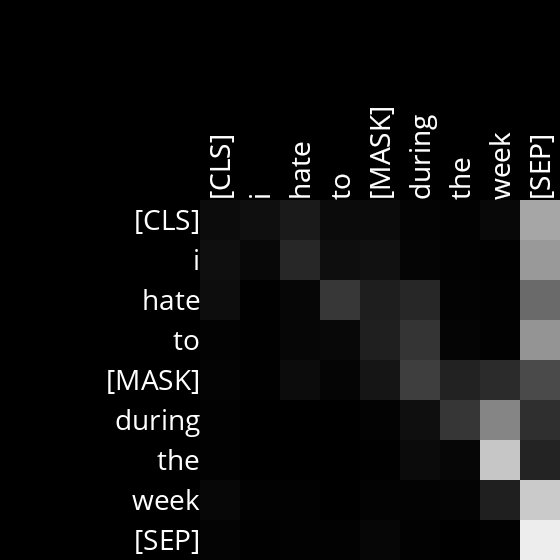 [CLS] i hate to [MASK] during the week [SEP]
[CLS]
i
hate
to
[MASK]
during
the
week
[SEP]